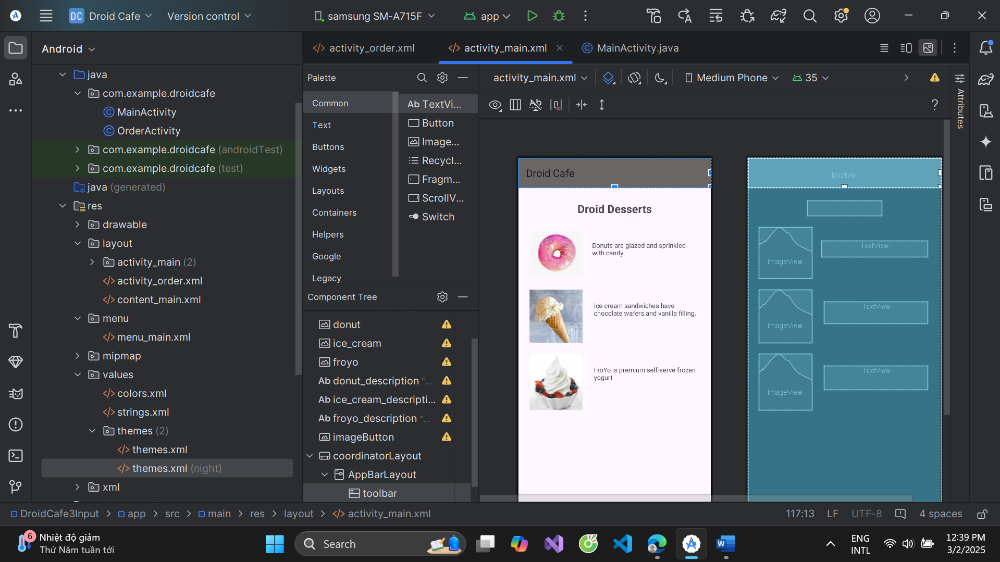 DC Droid Cafe Version control samsung SM-A715F app
Android
activity_order.xml activity_main.xml MainActivity.java
java
com.example.droidcafe
MainActivity
OrderActivity
com.example.droidcafe (androidTest)
com.example.droidcafe (test)
java (generated)
res
drawable
layout
activity_main (2)
activity_order.xml
content_main.xml
menu
menu_main.xml
mipmap
values
colors.xml
strings.xml
themes (2)
themes.xml
themes.xml (night)
xml
Palette
Common
Text
Buttons
Widgets
Layouts
Containers
Helpers
Google
Legacy
Ab TextVi...
Button
Image...
Recycl...
Fragm...
ScrollV...
Switch
Component Tree
donut
ice_cream
froyo
Ab donut_description "...
Ab ice_cream_descripti...
Ab froyo_description "...
imageButton
coordinatorLayout
AppBarLayout
toolbar
activity_main.xml Medium Phone 35
?
Attributes
Droid Cafe
Droid Desserts
Donuts are glazed and sprinkled
with candy.
Ice cream sandwiches have
chocolate wafers and vanilla filling.
FroYo is premium self-serve frozen
yogurt
toolbar
ImageView
TextView
ImageView
TextView
ImageView
TextView
DroidCafe3Input > app > src > main > res > layout > activity_main.xml
117:13 LF UTF-8 4 spaces
6
Nhiệt độ giảm
Thứ Năm tuần tới
Search
ENG
INTL
12:39 PM
3/2/2025